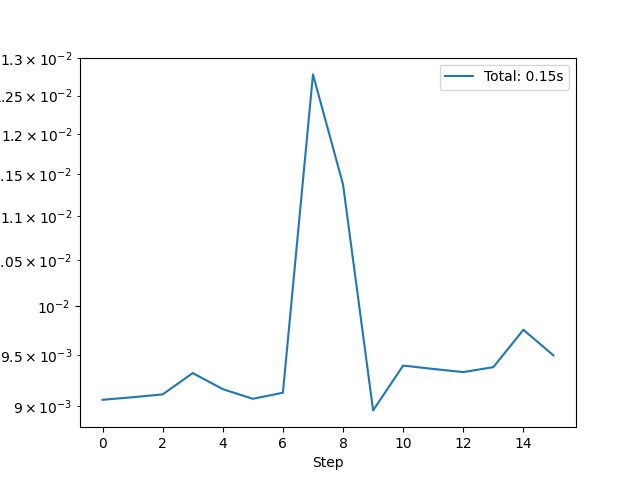 1.3 × 10⁻²
.25 × 10⁻²
1.2 × 10⁻²
.15 × 10⁻²
1.1 × 10⁻²
.05 × 10⁻²
10⁻²
9.5 × 10⁻³
9 × 10⁻³
Total: 0.15s
0 2 4 6 8 10 12 14
Step